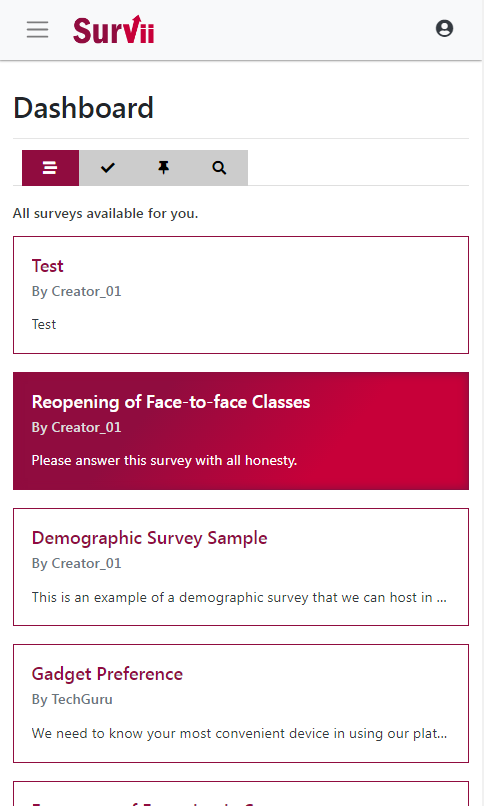 Survii
Dashboard
All surveys available for you.
Test
By Creator_01
Test
Reopening of Face-to-face Classes
By Creator_01
Please answer this survey with all honesty.
Demographic Survey Sample
By Creator_01
This is an example of a demographic survey that we can host in ...
Gadget Preference
By TechGuru
We need to know your most convenient device in using our plat...